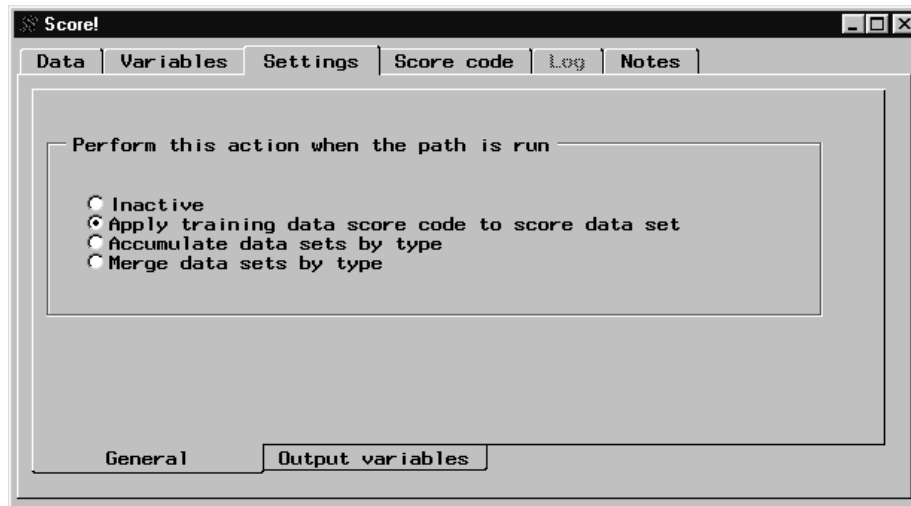 Score!
Data Variables Settings Score code Log Notes
Perform this action when the path is run
Inactive
Apply training data score code to score data set
Accumulate data sets by type
Merge data sets by type
General Output variables